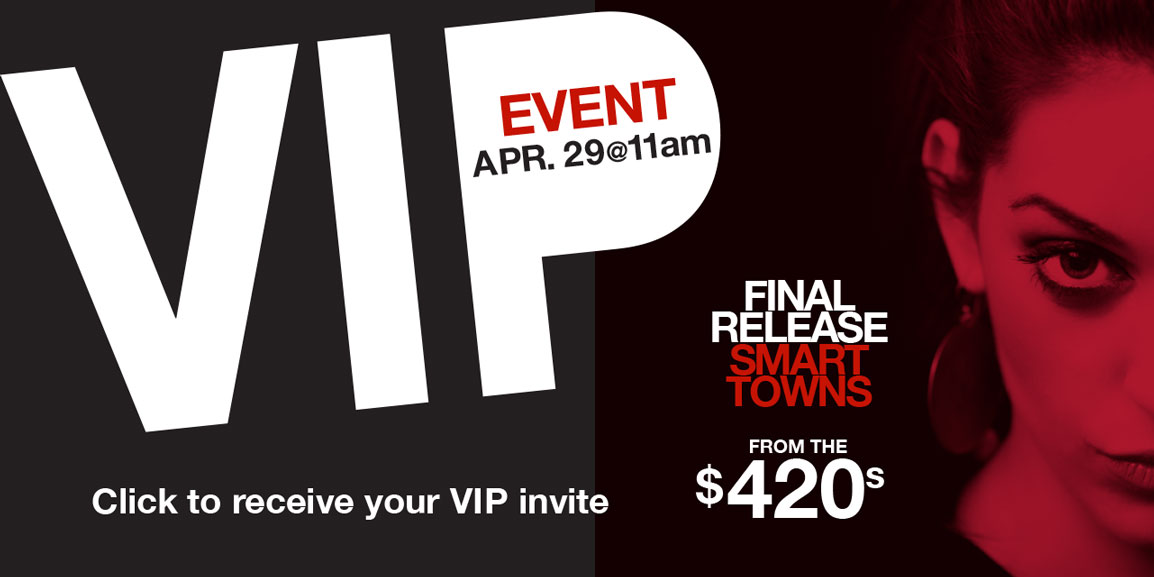 VIP
EVENT
APR. 29@11am
FINAL
RELEASE
SMART
TOWNS
FROM THE
$420s
Click to receive your VIP invite